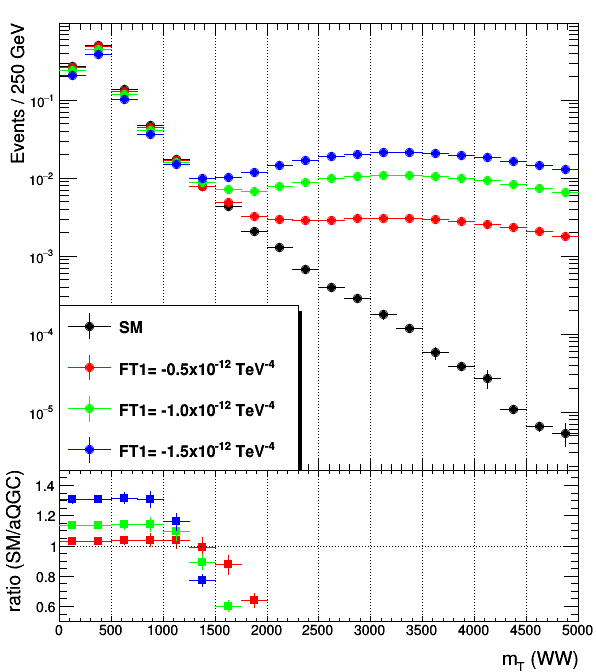 Events / 250 GeV
10⁻¹
10⁻²
10⁻³
10⁻⁴
10⁻⁵
SM
FT1= -0.5x10⁻¹² TeV⁻⁴
FT1= -1.0x10⁻¹² TeV⁻⁴
FT1= -1.5x10⁻¹² TeV⁻⁴
ratio (SM/aQGC)
1.4
1.2
1
0.8
0.6
0 500 1000 1500 2000 2500 3000 3500 4000 4500 5000
m_T (WW)